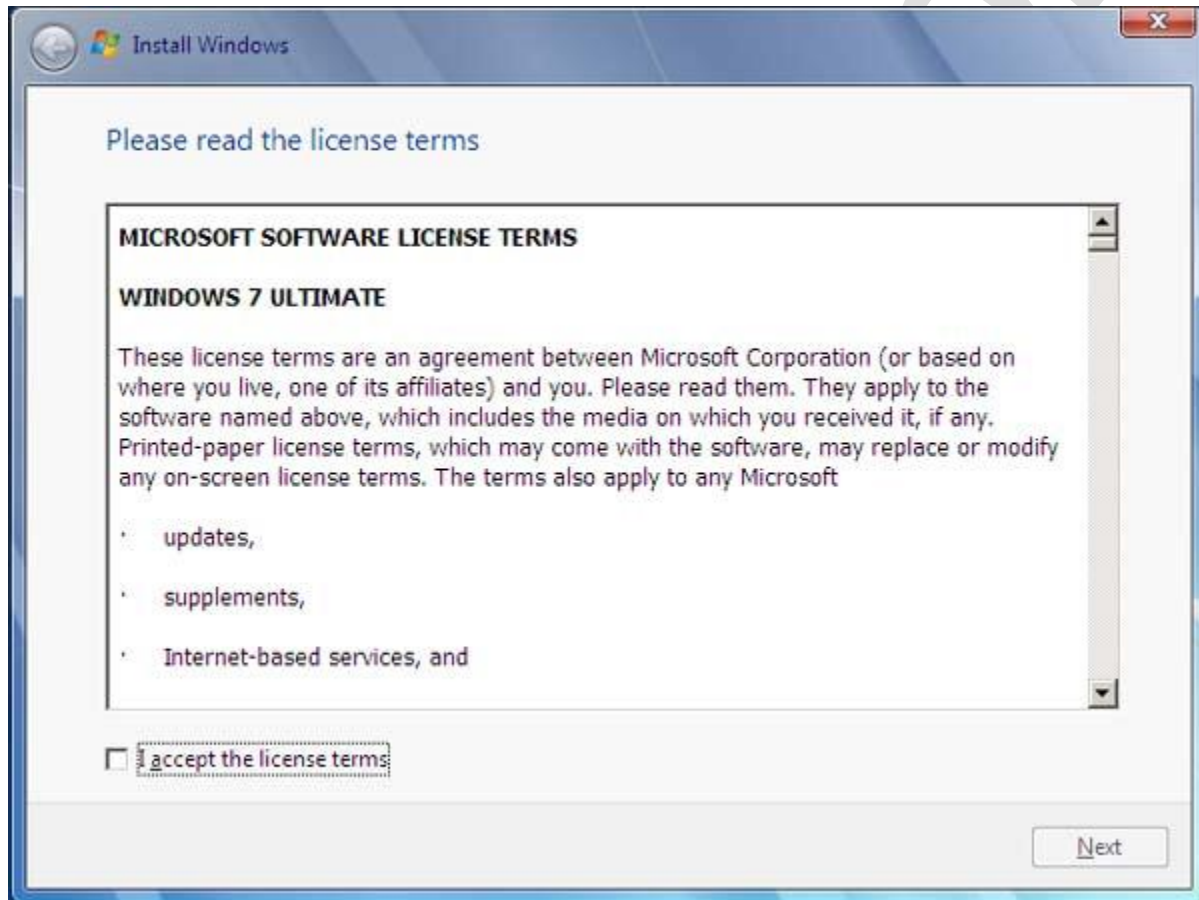 Install Windows
Please read the license terms
MICROSOFT SOFTWARE LICENSE TERMS
WINDOWS 7 ULTIMATE
These license terms are an agreement between Microsoft Corporation (or based on
where you live, one of its affiliates) and you. Please read them. They apply to the
software named above, which includes the media on which you received it, if any.
Printed-paper license terms, which may come with the software, may replace or modify
any on-screen license terms. The terms also apply to any Microsoft
· updates,
· supplements,
· Internet-based services, and
I accept the license terms
Next